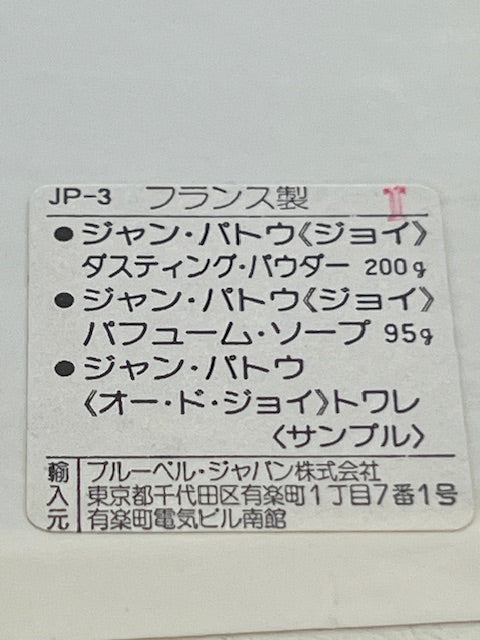 JP-3 フランス製
●ジャン・パトウ《ジョイ》
ダスティング・パウダー 200g
●ジャン・パトウ《ジョイ》
パフューム・ソープ 95g
●ジャン・パトウ
《オー・ド・ジョイ》トワレ
〈サンプル〉
輸入元 ブルーベル・ジャパン株式会社
東京都千代田区有楽町1丁目7番1号
有楽町電気ビル南館